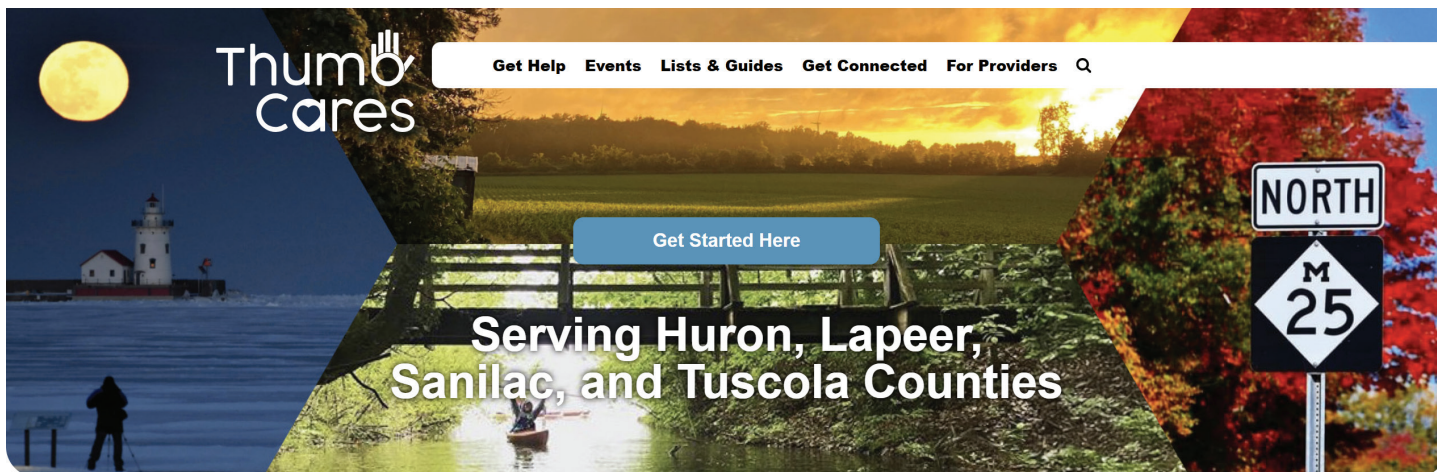 Thumb
Cares
Get Help Events Lists & Guides Get Connected For Providers
Get Started Here
Serving Huron, Lapeer,
Sanilac, and Tuscola Counties
NORTH
M
25